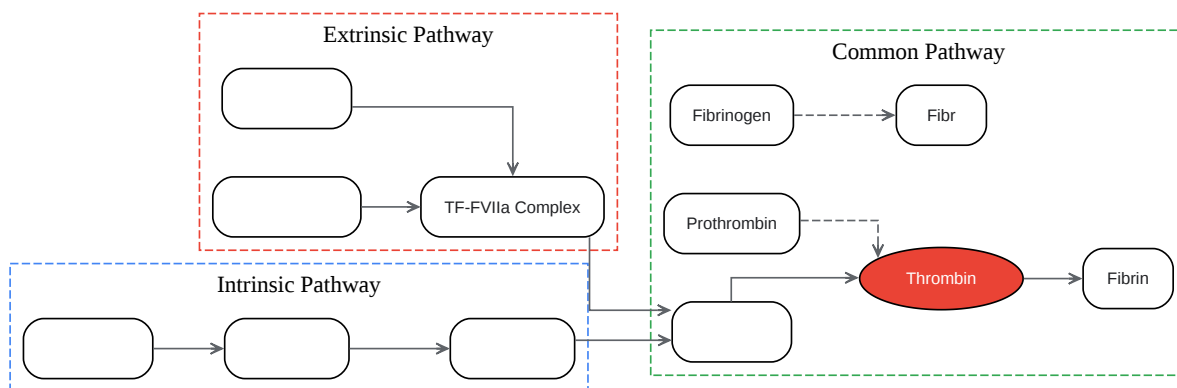 Extrinsic Pathway
TF-FVIIa Complex
Intrinsic Pathway
Common Pathway
Fibrinogen
Fibr
Prothrombin
Thrombin
Fibrin